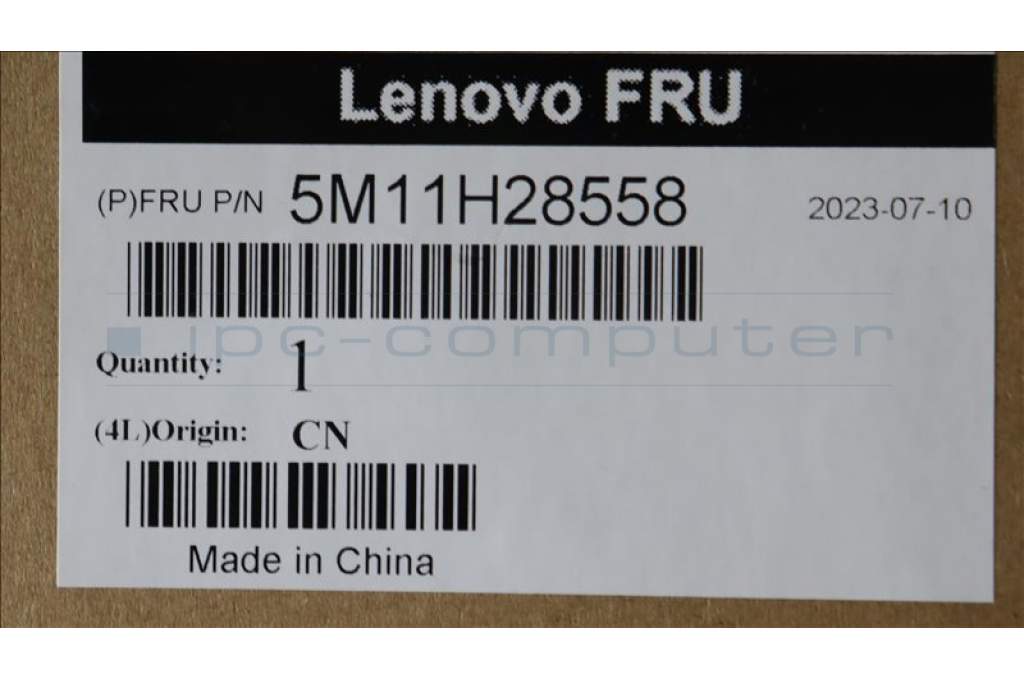 Lenovo FRU
(P)FRU P/N 5M11H28558 2023-07-10
ipc-computer
Quantity: 1
(4L)Origin: CN
Made in China